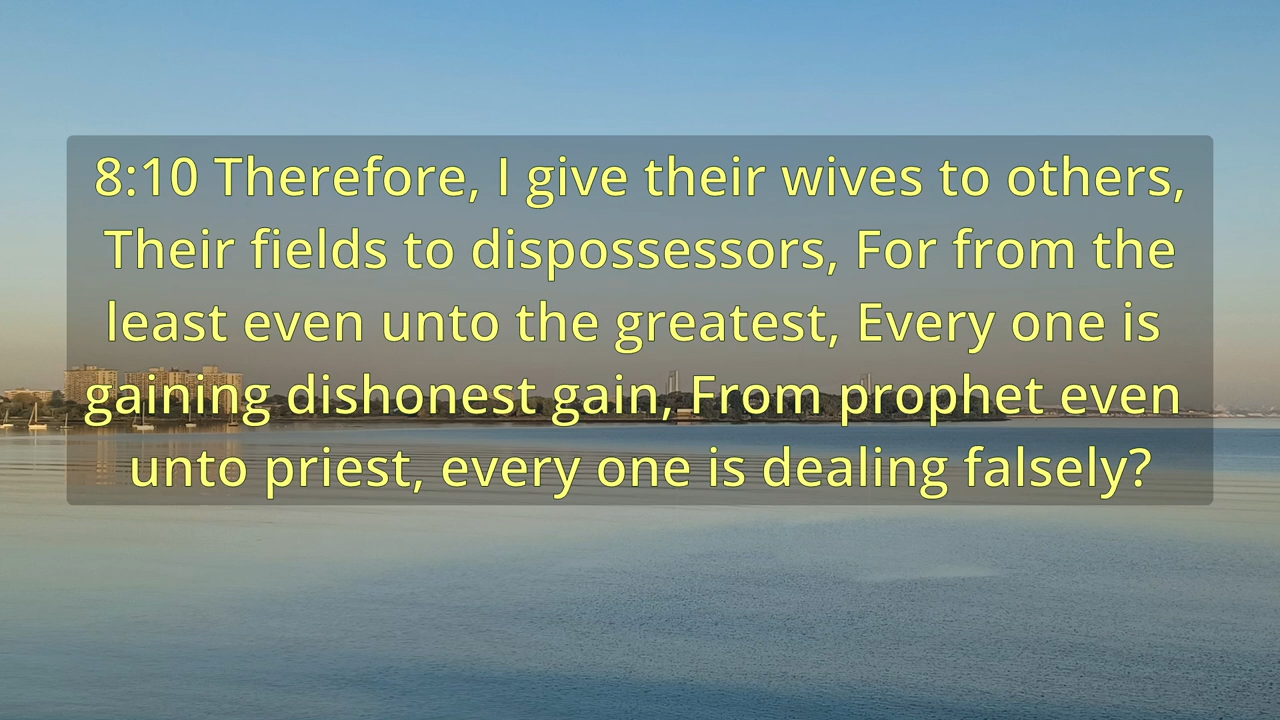 8:10 Therefore, I give their wives to others,
Their fields to dispossessors, For from the
least even unto the greatest, Every one is
gaining dishonest gain, From prophet even
unto priest, every one is dealing falsely?